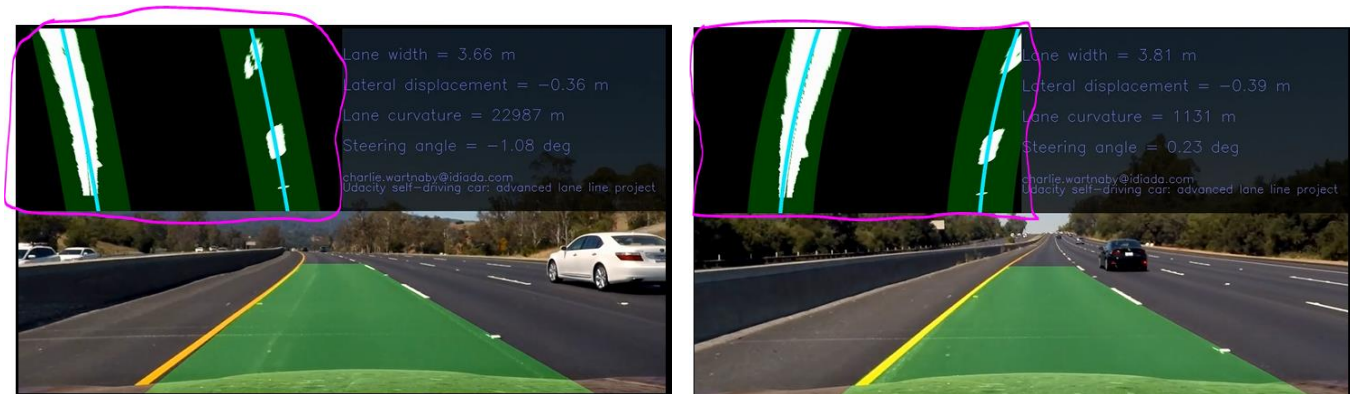 Lane width = 3.66 m
Lateral displacement = −0.36 m
Lane curvature = 22987 m
Steering angle = −1.08 deg
charlie.wartnaby@idiada.com
Udacity self−driving car: advanced lane line project
Lane width = 3.81 m
Lateral displacement = −0.39 m
Lane curvature = 1131 m
Steering angle = 0.23 deg
charlie.wartnaby@idiada.com
Udacity self−driving car: advanced lane line project